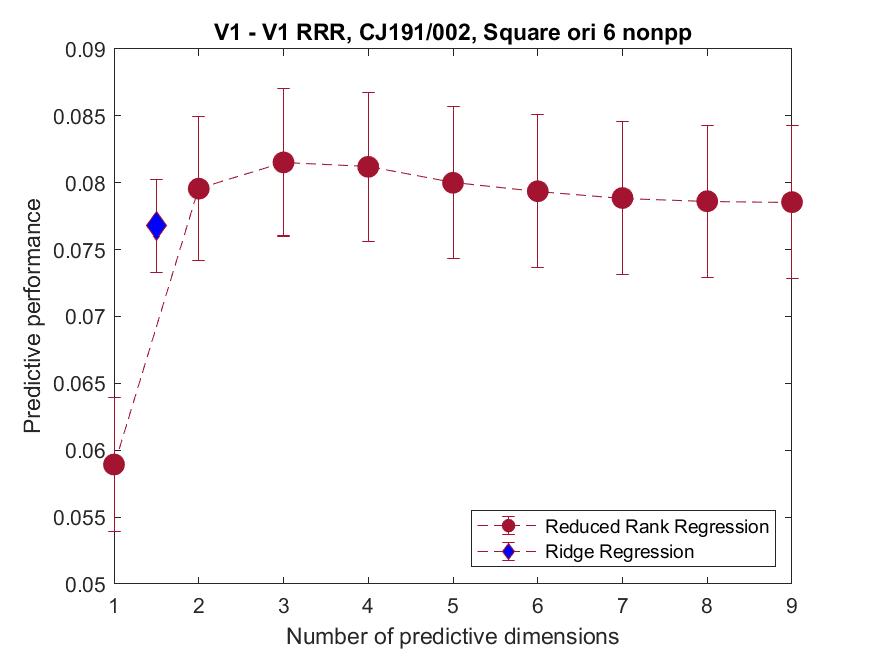 V1 - V1 RRR, CJ191/002, Square ori 6 nonpp
0.09
0.085
0.08
0.075
0.07
0.065
0.06
0.055
0.05
Predictive performance
1 2 3 4 5 6 7 8 9
Number of predictive dimensions
Reduced Rank Regression
Ridge Regression